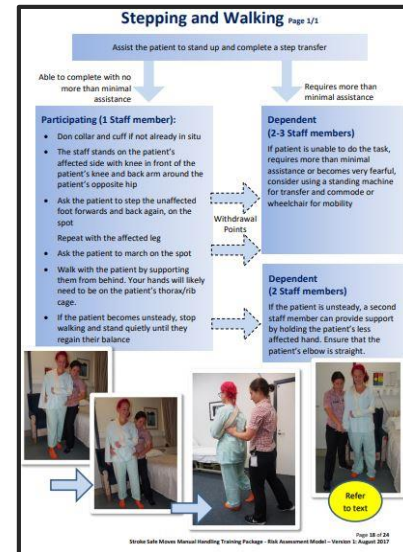 Stepping and Walking Page 1/1
Assist the patient to stand up and complete a step transfer
Able to complete with no
more than minimal
assistance
Requires more than
minimal assistance
Participating (1 Staff member):
• Don collar and cuff if not already in situ
• The staff stands on the patient's
affected side with knee in front of the
patient's knee and back arm around the
patient's opposite hip
• Ask the patient to step the unaffected
foot forwards and back again, on the
spot
Repeat with the affected leg
• Ask the patient to march on the spot
• Walk with the patient by supporting
them from behind. Your hands will likely
need to be on the patient's thorax/rib
cage.
• If the patient becomes unsteady, stop
walking and stand quietly until they
regain their balance
Withdrawal
Points
Dependent
(2-3 Staff members)
If patient is unable to do the task,
requires more than minimal
assistance or becomes very fearful,
consider using a standing machine
for transfer and commode or
wheelchair for mobility
Dependent
(2 Staff members)
If the patient is unsteady, a second
staff member can provide support
by holding the patient's less
affected hand. Ensure that the
patient's elbow is straight.
Refer
to text
Page 18 of 24
Stroke Safe Moves Manual Handling Training Package - Risk Assessment Model – Version 1: August 2017